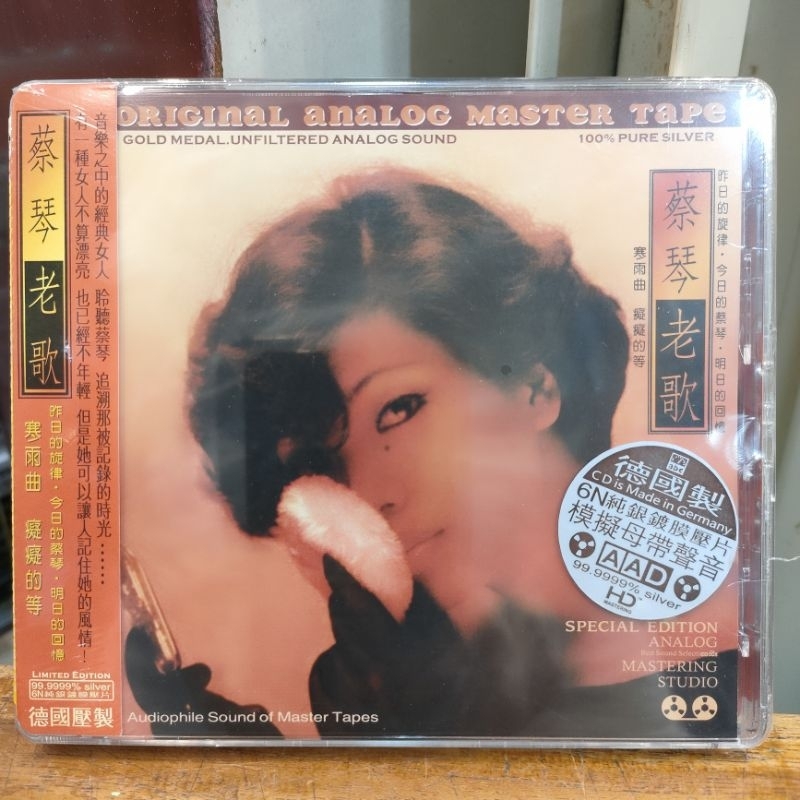 蔡琴老歌
音樂之中的經典女人 聆聽蔡琴 追溯那被記錄的時光……
有一種女人不算漂亮 也已經不年輕 但是她可以讓人記住她的風情！
昨日的旋律·今日的蔡琴·明日的回憶
寒雨曲 癡癡的等
LIMITED EDITION
99.9999% silver
6N純銀鍍膜壓片
德國壓製
ORIGINAL ANALOG MASTER TAPE
GOLD MEDAL.UNFILTERED ANALOG SOUND
100% PURE SILVER
昨日的旋律·今日的蔡琴·明日的回憶
蔡琴老歌
寒雨曲 癡癡的等
abc
德國製
CD is Made in Germany
6N純銀鍍膜壓片
模擬母帶聲音
AAD
99.9999% silver
HD
MASTERING
SPECIAL EDITION
ANALOG
MASTERING
STUDIO
Audiophile Sound of Master Tapes